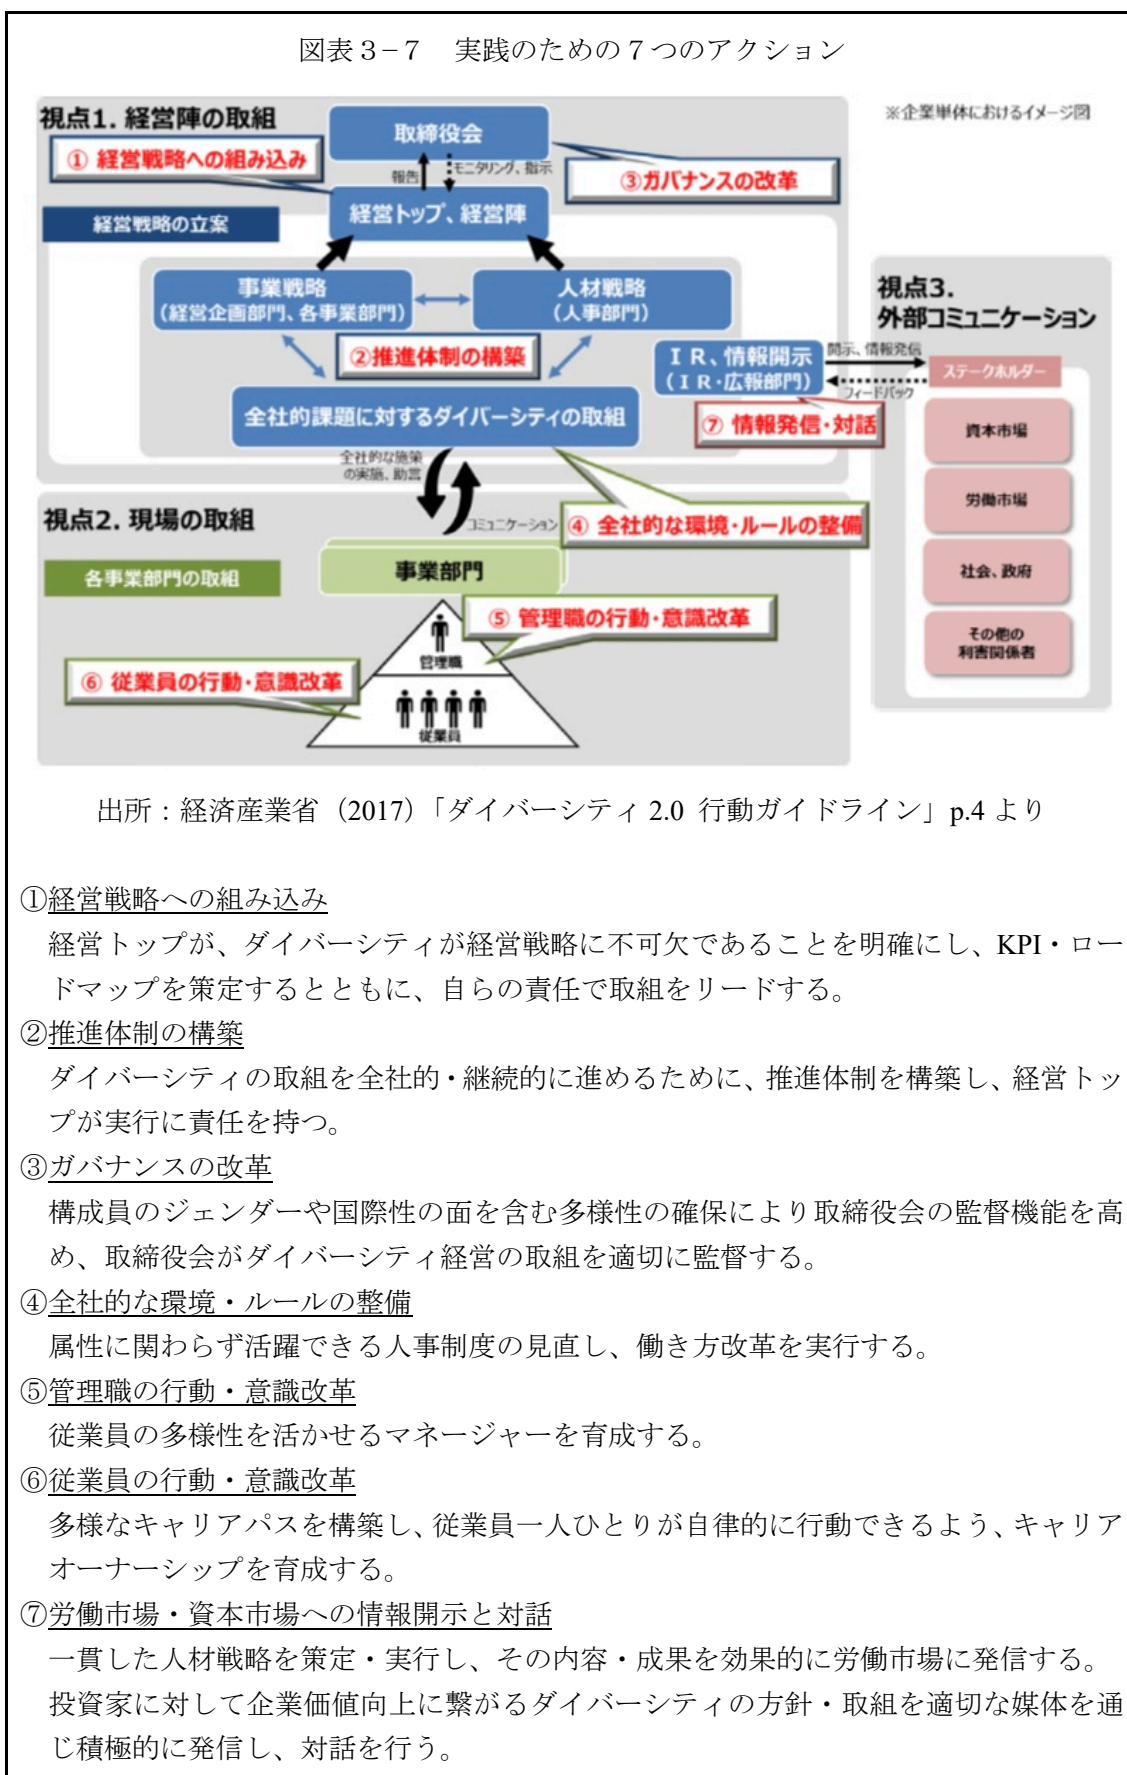 図表３−７　実践のための７つのアクション
視点1. 経営陣の取組
※企業単体におけるイメージ図
取締役会
① 経営戦略への組み込み
報告
モニタリング、指示
③ガバナンスの改革
経営トップ、経営陣
経営戦略の立案
事業戦略
（経営企画部門、各事業部門）
人材戦略
（人事部門）
②推進体制の構築
ＩＲ、情報開示
（ＩＲ・広報部門）
⑦ 情報発信・対話
全社的課題に対するダイバーシティの取組
全社的な施策
の実施、助言
コミュニケーション
④ 全社的な環境・ルールの整備
視点3.
外部コミュニケーション
開示、情報発信
フィードバック
ステークホルダー
資本市場
労働市場
社会、政府
その他の
利害関係者
視点2. 現場の取組
各事業部門の取組
事業部門
⑤ 管理職の行動・意識改革
管理職
⑥ 従業員の行動・意識改革
従業員
出所：経済産業省（2017）「ダイバーシティ 2.0 行動ガイドライン」p.4 より
①経営戦略への組み込み
経営トップが、ダイバーシティが経営戦略に不可欠であることを明確にし、KPI・ロー
ドマップを策定するとともに、自らの責任で取組をリードする。
②推進体制の構築
ダイバーシティの取組を全社的・継続的に進めるために、推進体制を構築し、経営トッ
プが実行に責任を持つ。
③ガバナンスの改革
構成員のジェンダーや国際性の面を含む多様性の確保により取締役会の監督機能を高
め、取締役会がダイバーシティ経営の取組を適切に監督する。
④全社的な環境・ルールの整備
属性に関わらず活躍できる人事制度の見直し、働き方改革を実行する。
⑤管理職の行動・意識改革
従業員の多様性を活かせるマネージャーを育成する。
⑥従業員の行動・意識改革
多様なキャリアパスを構築し、従業員一人ひとりが自律的に行動できるよう、キャリア
オーナーシップを育成する。
⑦労働市場・資本市場への情報開示と対話
一貫した人材戦略を策定・実行し、その内容・成果を効果的に労働市場に発信する。
投資家に対して企業価値向上に繋がるダイバーシティの方針・取組を適切な媒体を通
じ積極的に発信し、対話を行う。